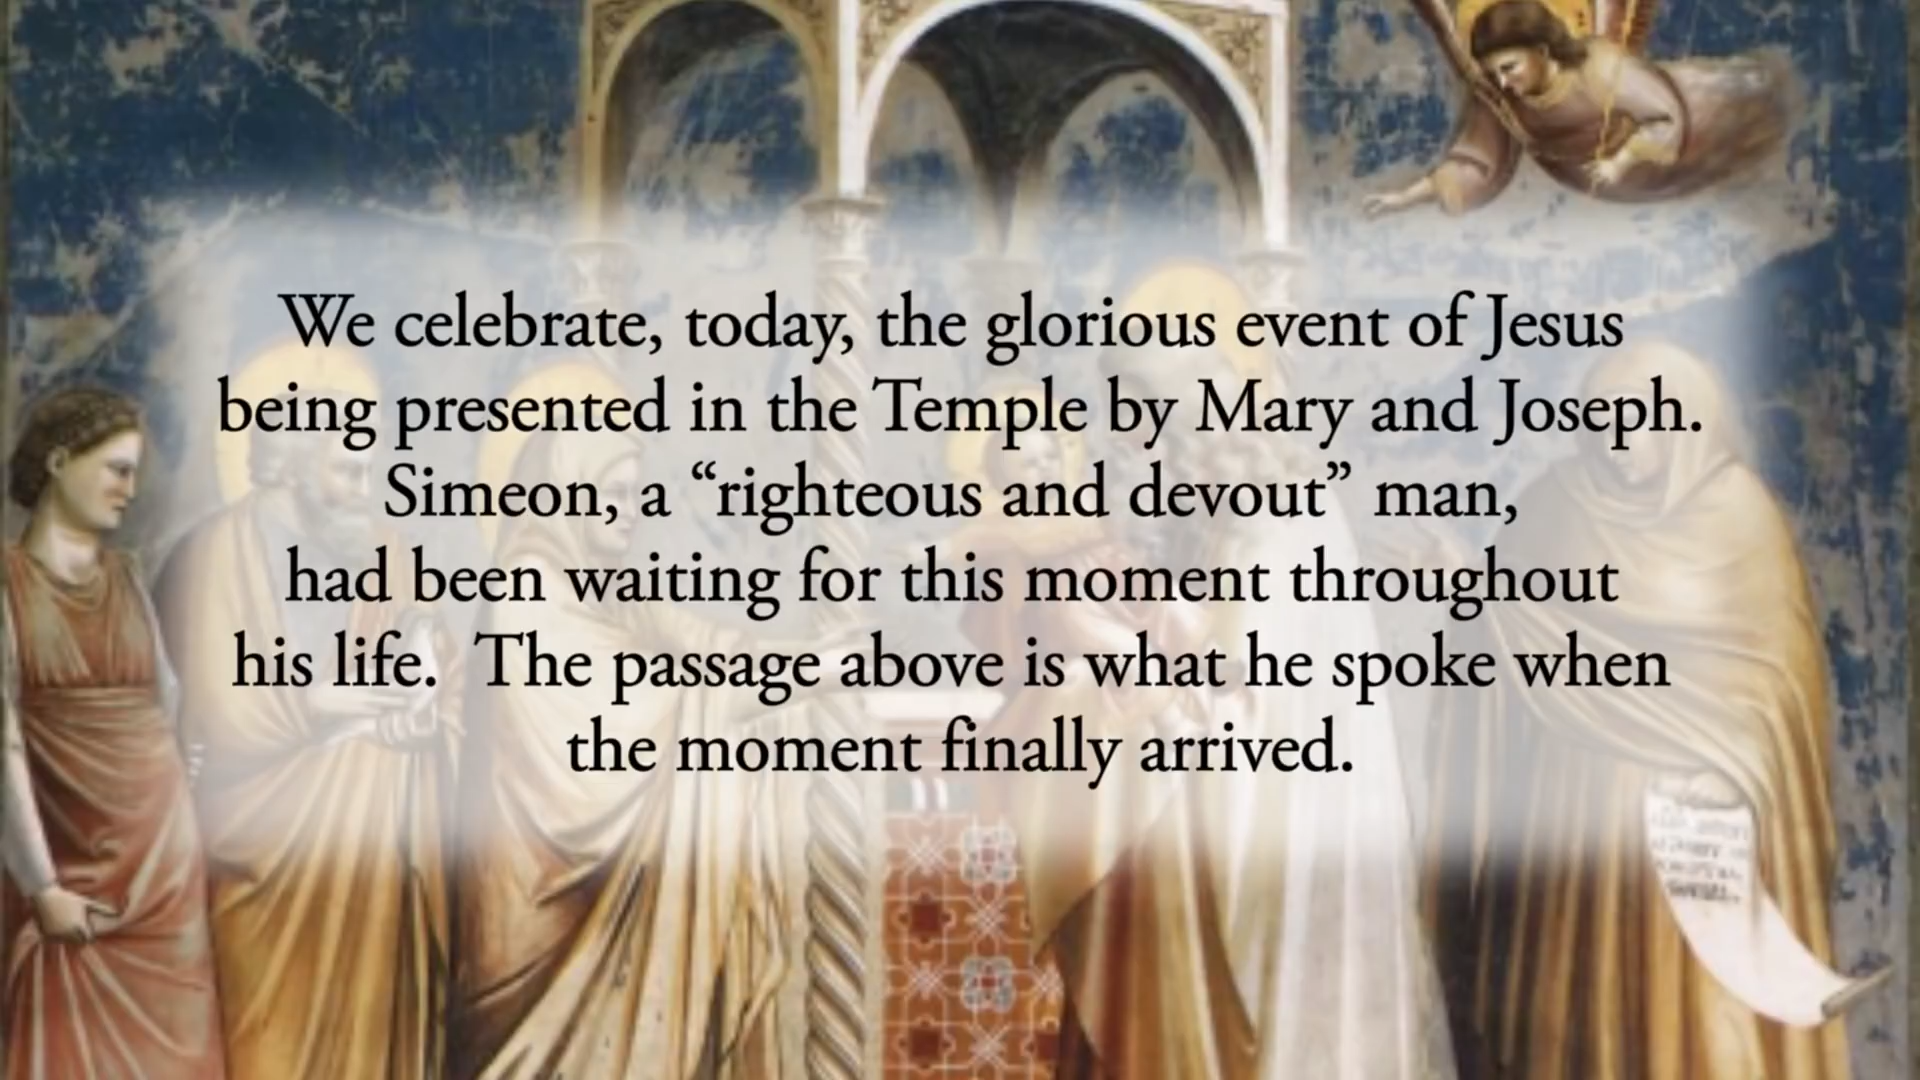 We celebrate, today, the glorious event of Jesus
being presented in the Temple by Mary and Joseph.
Simeon, a “righteous and devout” man,
had been waiting for this moment throughout
his life.  The passage above is what he spoke when
the moment finally arrived.